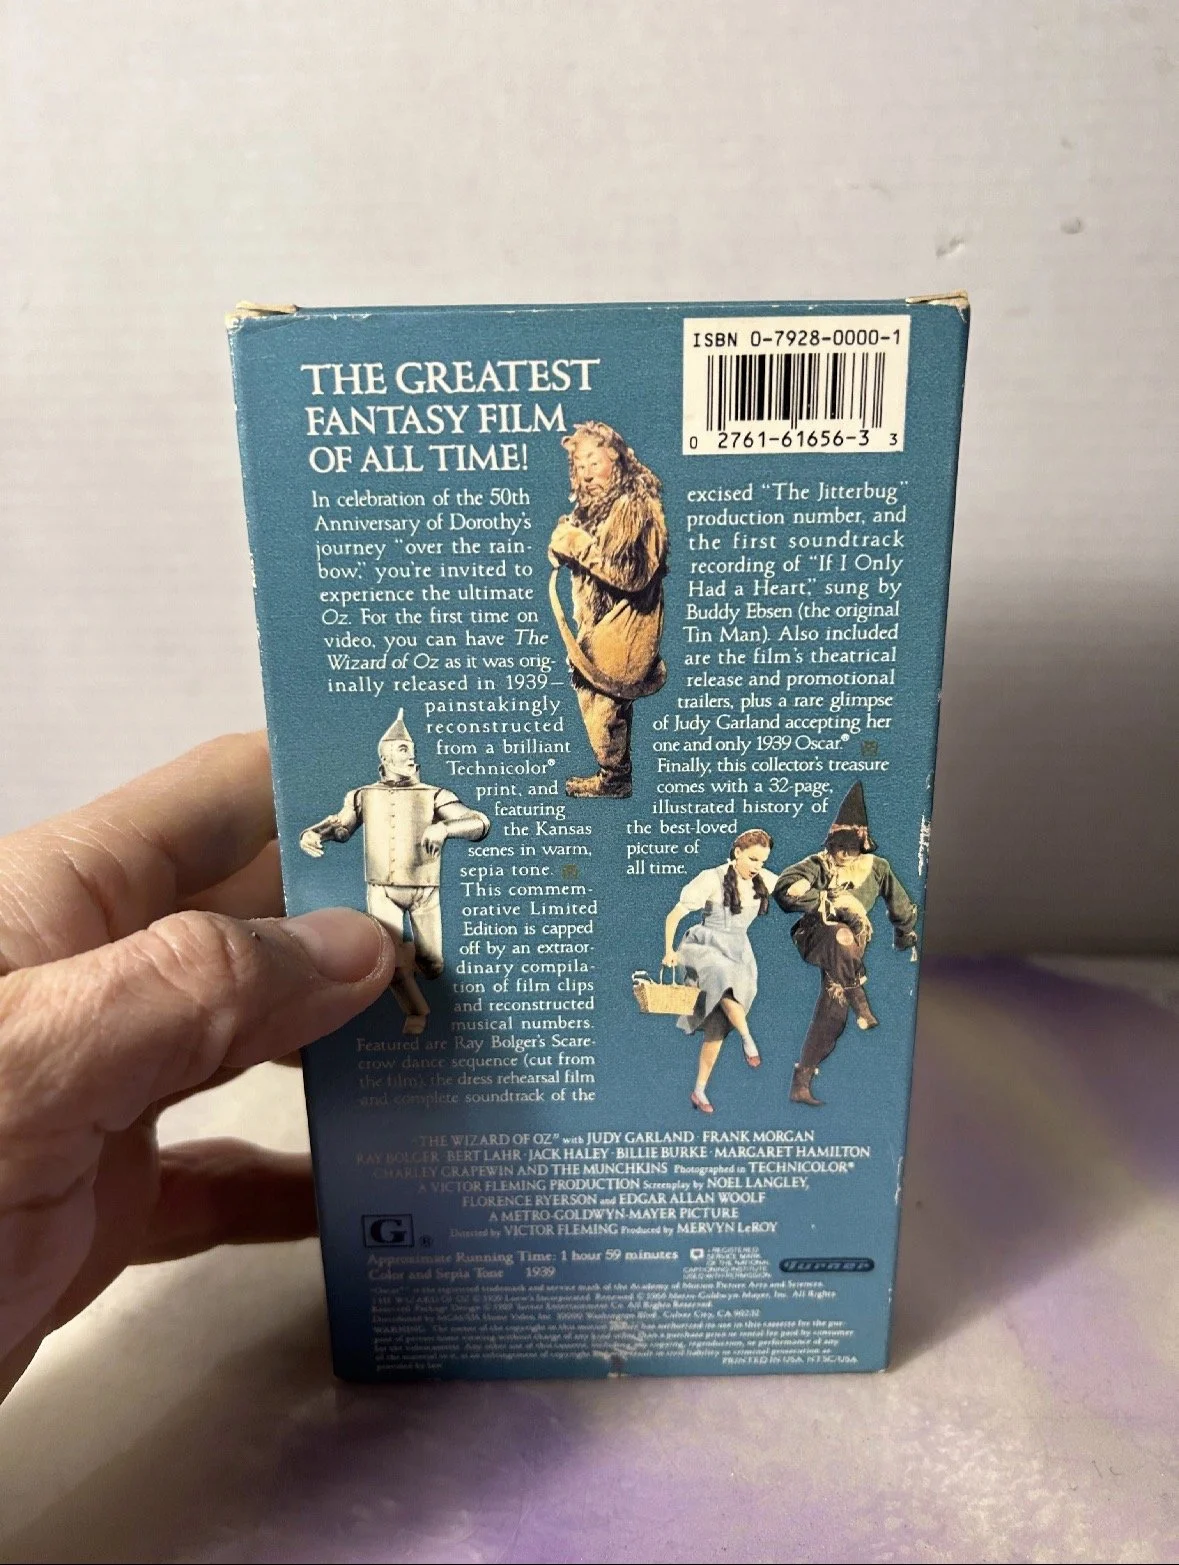 THE GREATEST
FANTASY FILM
OF ALL TIME!
In celebration of the 50th
Anniversary of Dorothy's
journey "over the rain-
bow," you're invited to
experience the ultimate
Oz. For the first time on
video, you can have The
Wizard of Oz as it was orig-
inally released in 1939—
painstakingly
reconstructed
from a brilliant
Technicolor®
print, and
featuring
the Kansas
scenes in warm,
sepia tone.
This commem-
orative Limited
Edition is capped
off by an extraor-
dinary compila-
tion of film clips
and reconstructed
musical numbers.
Featured are Ray Bolger's Scare-
crow dance sequence (cut from
the film), the dress rehearsal film
and complete soundtrack of the
ISBN 0-7928-0000-1
0 2761-61656-3 3
excised "The Jitterbug"
production number, and
the first soundtrack
recording of "If I Only
Had a Heart," sung by
Buddy Ebsen (the original
Tin Man). Also included
are the film's theatrical
release and promotional
trailers, plus a rare glimpse
of Judy Garland accepting her
one and only 1939 Oscar.®
Finally, this collector's treasure
comes with a 32-page,
illustrated history of
the best-loved
picture of
all time.
"THE WIZARD OF OZ" with JUDY GARLAND · FRANK MORGAN
RAY BOLGER · BERT LAHR · JACK HALEY · BILLIE BURKE · MARGARET HAMILTON
CHARLEY GRAPEWIN AND THE MUNCHKINS Photographed in TECHNICOLOR®
A VICTOR FLEMING PRODUCTION Screenplay by NOEL LANGLEY,
FLORENCE RYERSON and EDGAR ALLAN WOOLF
A METRO-GOLDWYN-MAYER PICTURE
Directed by VICTOR FLEMING Produced by MERVYN LeROY
G ®
Approximate Running Time: 1 hour 59 minutes
Color and Sepia Tone 1939
REGISTERED
SERVICE MARK
OF THE NATIONAL
CAPTIONING INSTITUTE
USED WITH PERMISSION
Turner
PRINTED IN USA NTSC/USA